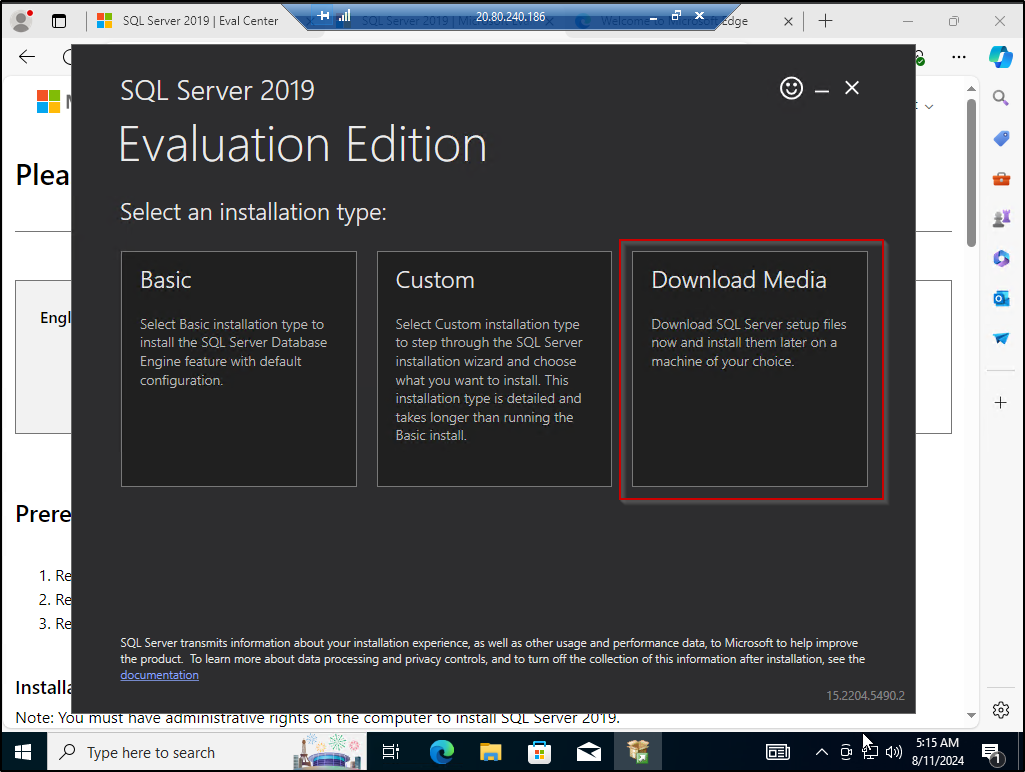 SQL Server 2019 | Eval Center
SQL Server 2019 | M
20.80.240.186
Welcome to Microsoft Edge
SQL Server 2019
Evaluation Edition
Plea
Select an installation type:
Basic
Select Basic installation type to
install the SQL Server Database
Engine feature with default
configuration.
Custom
Select Custom installation type
to step through the SQL Server
installation wizard and choose
what you want to install. This
installation type is detailed and
takes longer than running the
Basic install.
Download Media
Download SQL Server setup files
now and install them later on a
machine of your choice.
Engl
Prere
1. Re
2. Re
3. Re
SQL Server transmits information about your installation experience, as well as other usage and performance data, to Microsoft to help improve
the product.  To learn more about data processing and privacy controls, and to turn off the collection of this information after installation, see the
documentation
15.2204.5490.2
Installa
Note: You must have administrative rights on the computer to install SQL Server 2019.
Type here to search
5:15 AM
8/11/2024
1